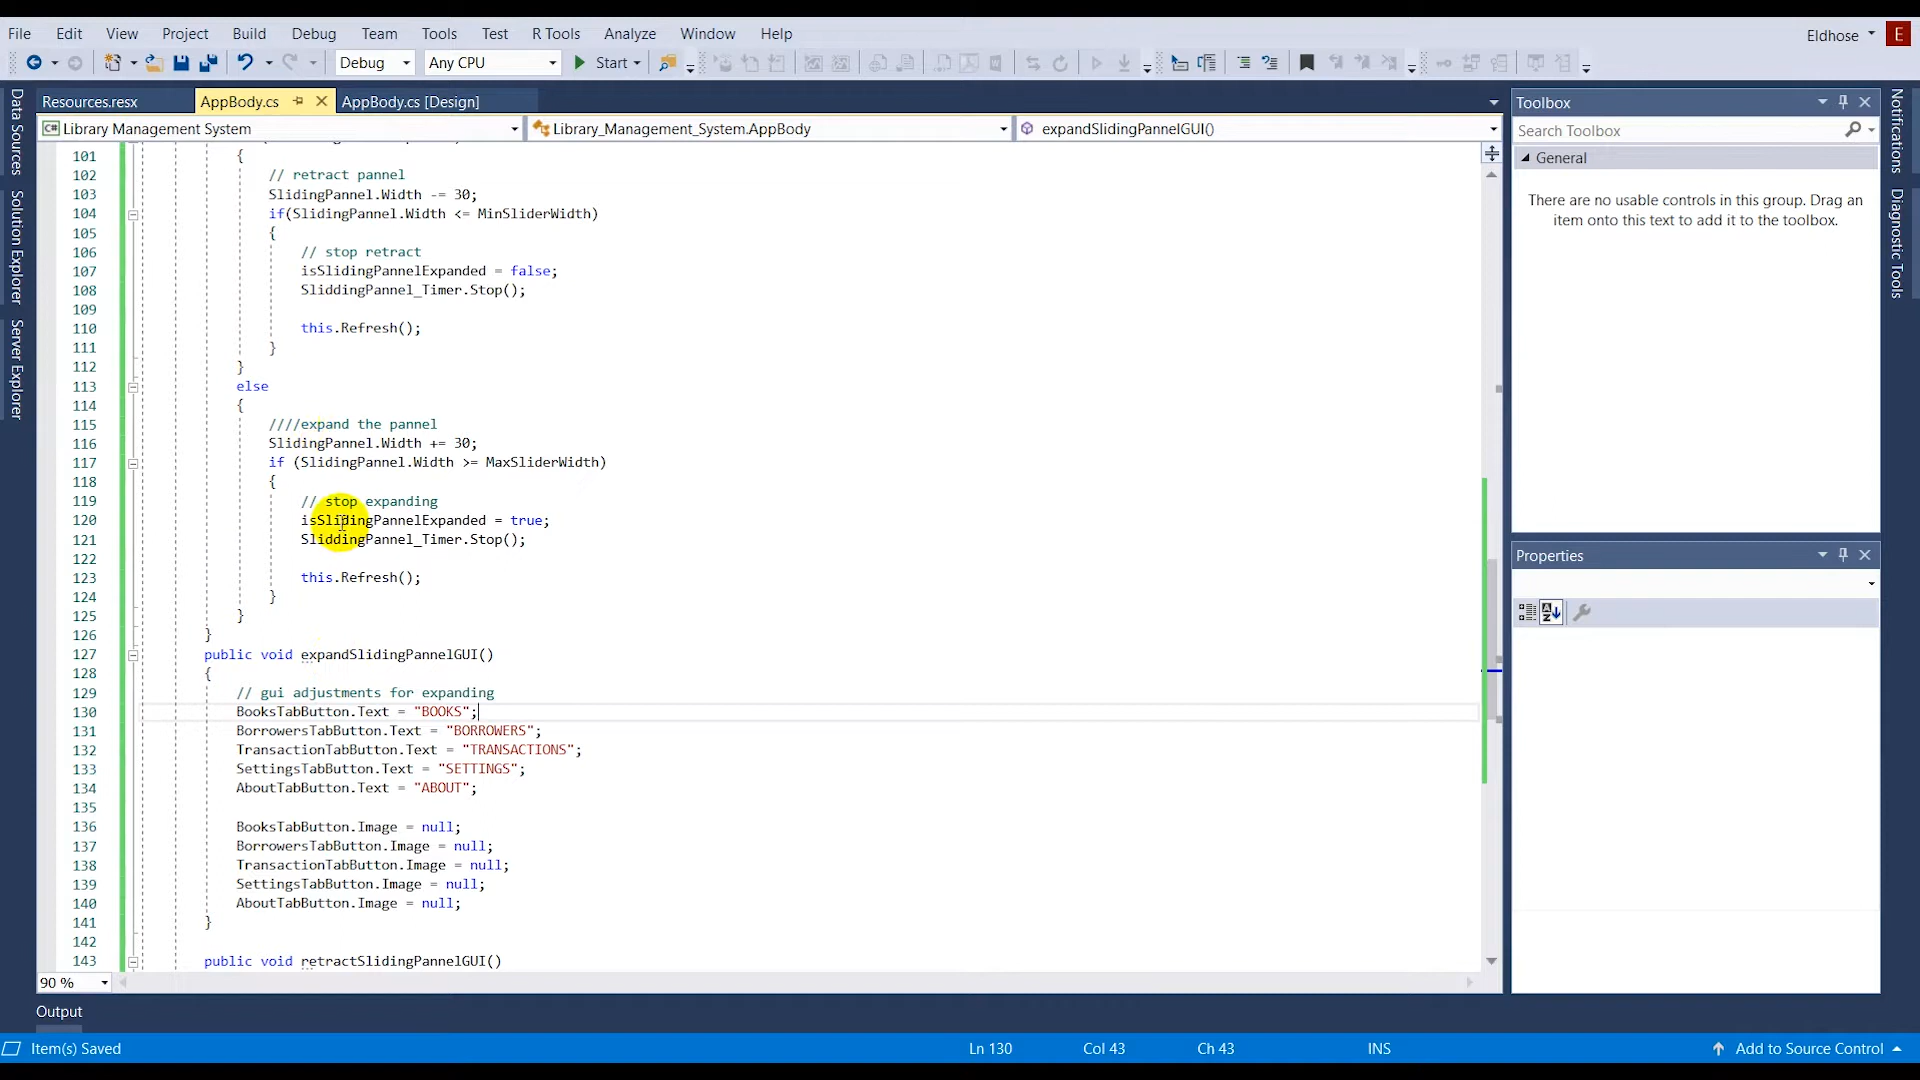 File Edit View Project Build Debug Team Tools Test R Tools Analyze Window Help
Eldhose E
Debug Any CPU Start
Resources.resx AppBody.cs AppBody.cs [Design]
Library Management System Library_Management_System.AppBody expandSlidingPannelGUI()
101 {
102 // retract pannel
103 SlidingPannel.Width -= 30;
104 if(SlidingPannel.Width <= MinSliderWidth)
105 {
106 // stop retract
107 isSlidingPannelExpanded = false;
108 SliddingPannel_Timer.Stop();
109
110 this.Refresh();
111 }
112 }
113 else
114 {
115 ////expand the pannel
116 SlidingPannel.Width += 30;
117 if (SlidingPannel.Width >= MaxSliderWidth)
118 {
119 // stop expanding
120 isSlidingPannelExpanded = true;
121 SliddingPannel_Timer.Stop();
122
123 this.Refresh();
124 }
125 }
126 }
127 public void expandSlidingPannelGUI()
128 {
129 // gui adjustments for expanding
130 BooksTabButton.Text = "BOOKS";
131 BorrowersTabButton.Text = "BORROWERS";
132 TransactionTabButton.Text = "TRANSACTIONS";
133 SettingsTabButton.Text = "SETTINGS";
134 AboutTabButton.Text = "ABOUT";
135
136 BooksTabButton.Image = null;
137 BorrowersTabButton.Image = null;
138 TransactionTabButton.Image = null;
139 SettingsTabButton.Image = null;
140 AboutTabButton.Image = null;
141 }
142
143 public void retractSlidingPannelGUI()
90 %
Data Sources
Solution Explorer
Server Explorer
Toolbox
Search Toolbox
General
There are no usable controls in this group. Drag an
item onto this text to add it to the toolbox.
Properties
Notifications
Diagnostic Tools
Output
Item(s) Saved Ln 130 Col 43 Ch 43 INS Add to Source Control